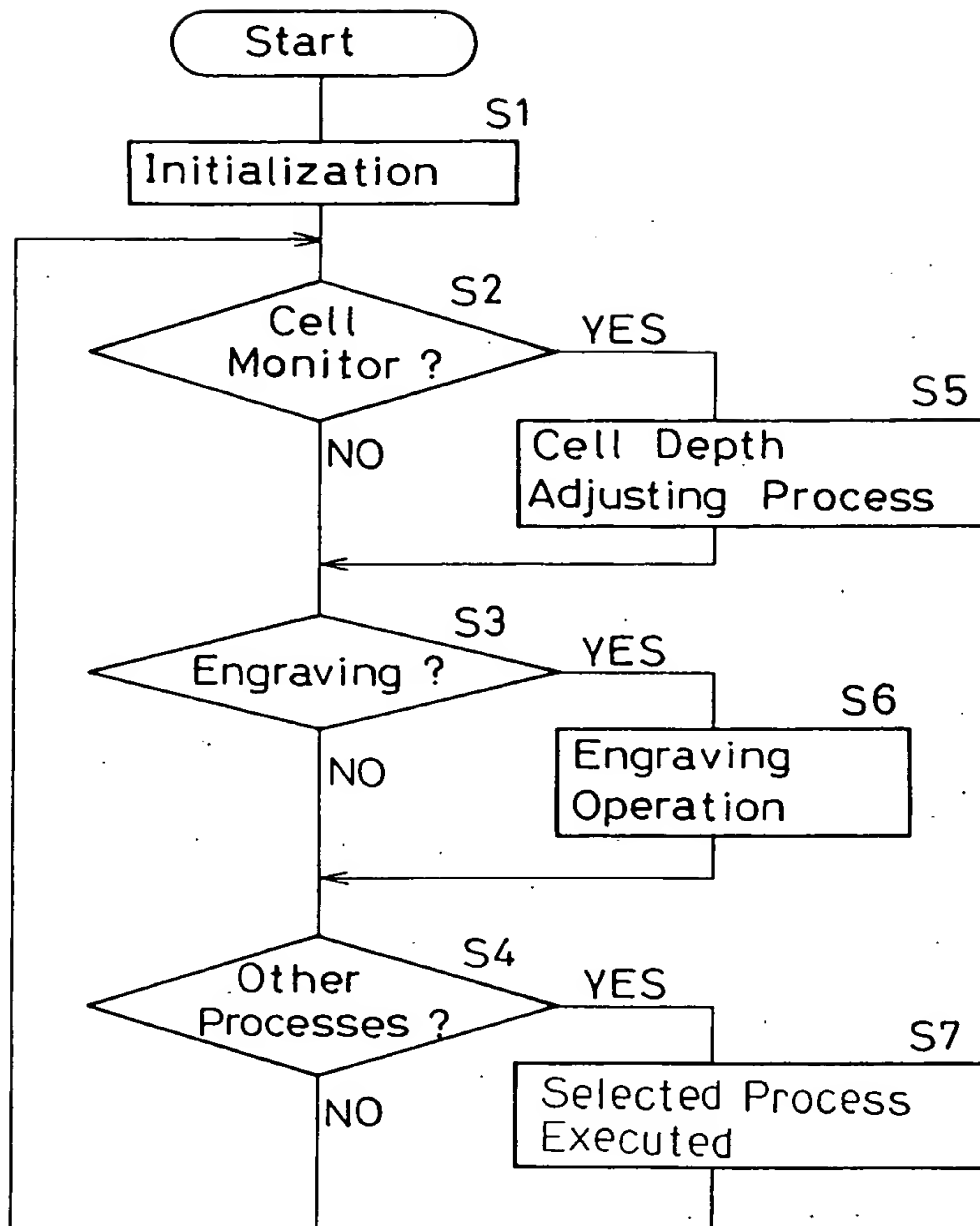 Start
S1
Initialization
S2
Cell
Monitor ?
YES
NO
S5
Cell Depth
Adjusting Process
S3
Engraving ?
YES
NO
S6
Engraving
Operation
S4
Other
Processes ?
YES
NO
S7
Selected Process
Executed